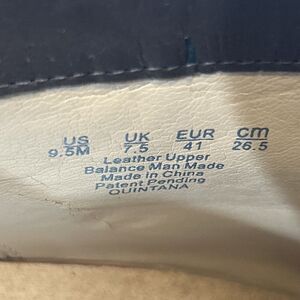 US UK EUR cm
9.5M 7.5 41 26.5
Leather Upper
Balance Man Made
Made in China
Patent Pending
QUINTANA